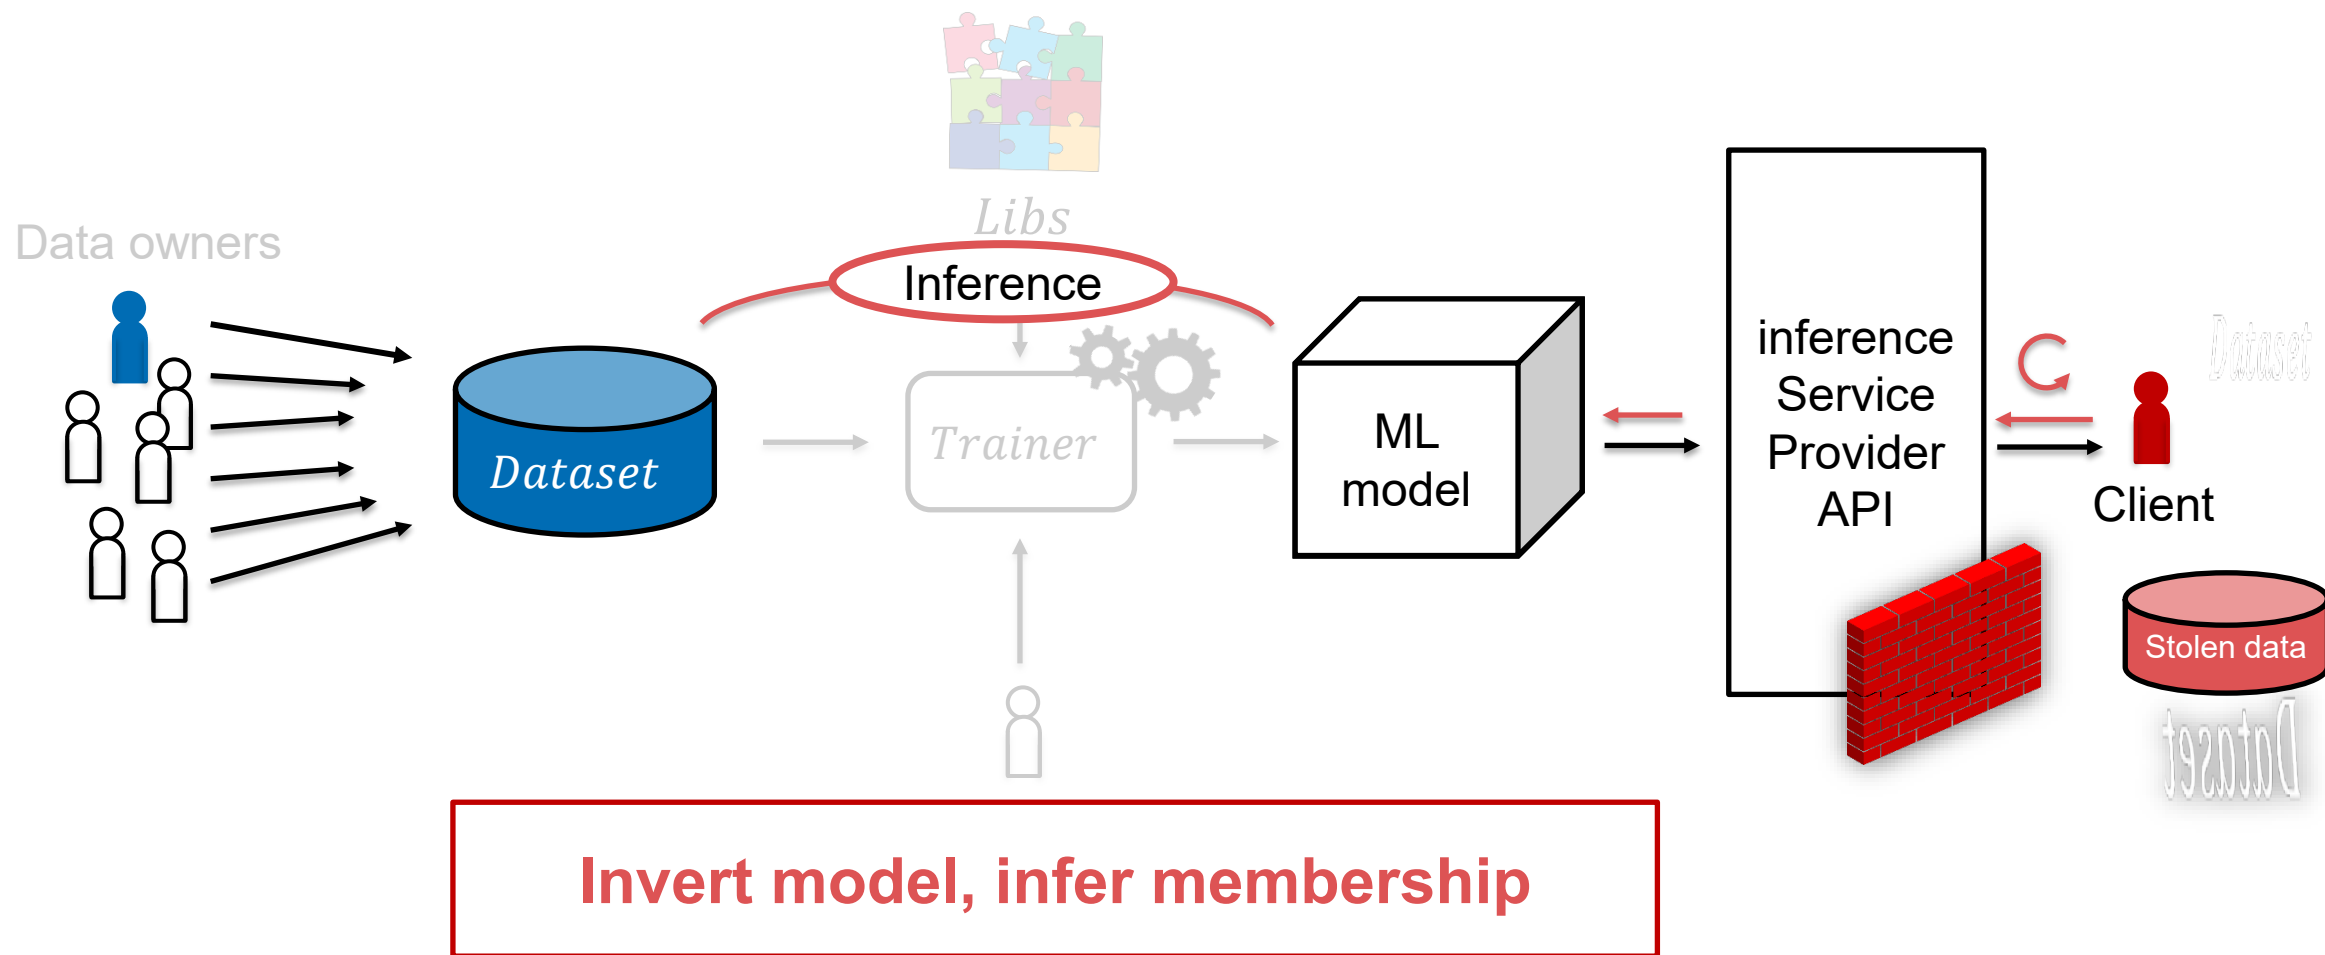 Libs
Data owners
Inference
Dataset
Trainer
ML
model
inference
Service
Provider
API
Dataset
Client
Stolen data
Dataset
Invert model, infer membership